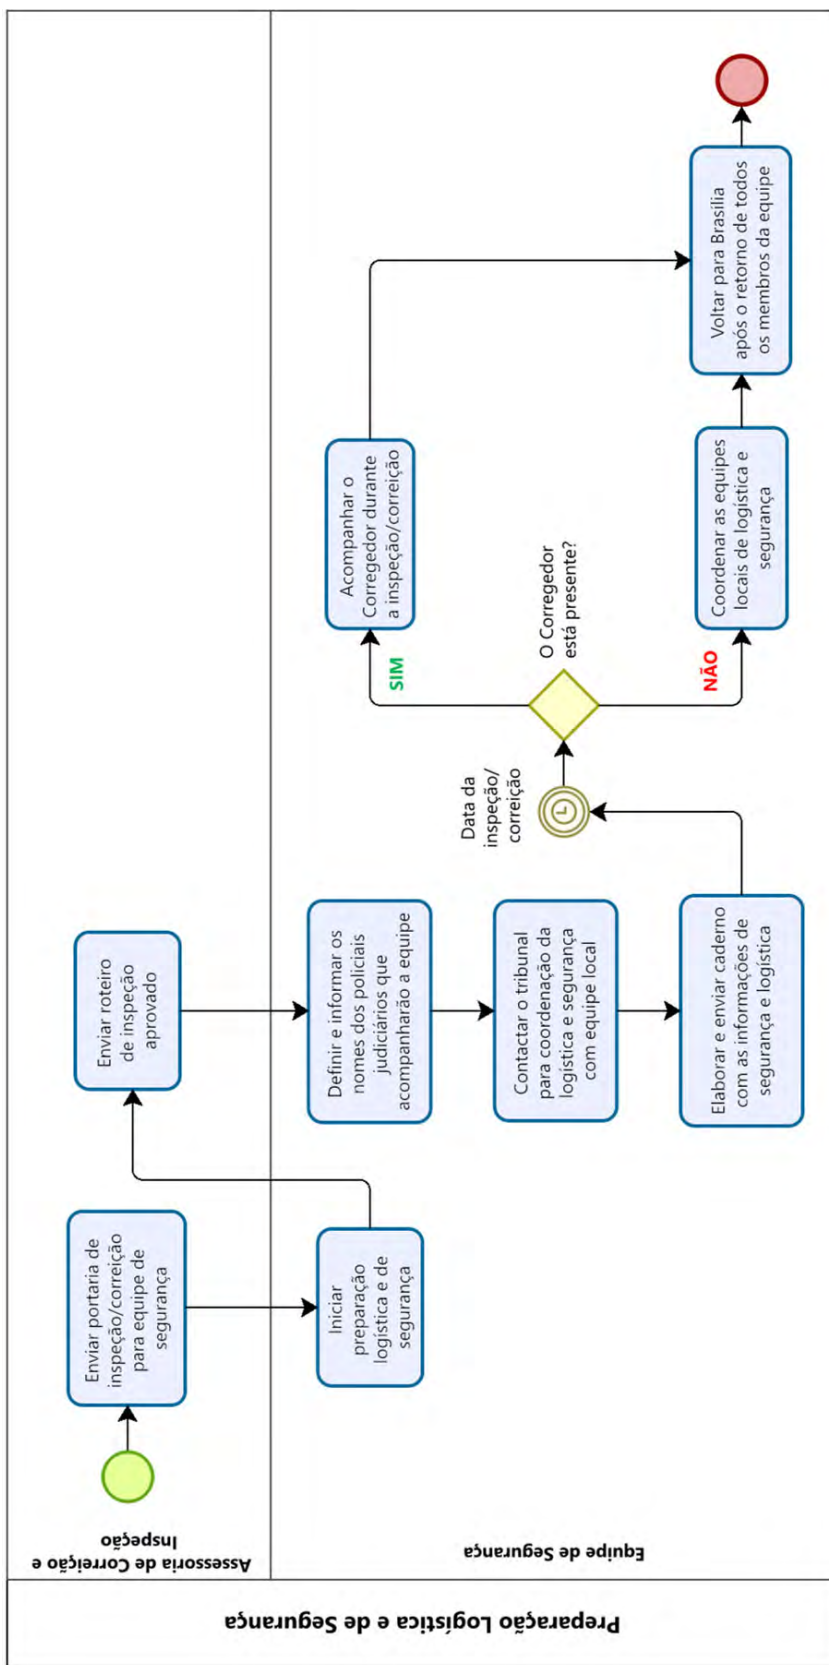 Preparação Logística e de Segurança
Assessoria de Correição e
Inspeção
Equipe de Segurança
Enviar portaria de
inspeção/correição
para equipe de
segurança
Iniciar
preparação
logística e de
segurança
Enviar roteiro
de inspeção
aprovado
Definir e informar os
nomes dos policiais
judiciários que
acompanharão a equipe
Contactar o tribunal
para coordenação da
logística e segurança
com equipe local
Elaborar e enviar caderno
com as informações de
segurança e logística
Data da
inspeção/
correição
O Corregedor
está presente?
SIM
Acompanhar o
Corregedor durante
a inspeção/correição
NÃO
Coordenar as equipes
locais de logística e
segurança
Voltar para Brasília
após o retorno de todos
os membros da equipe